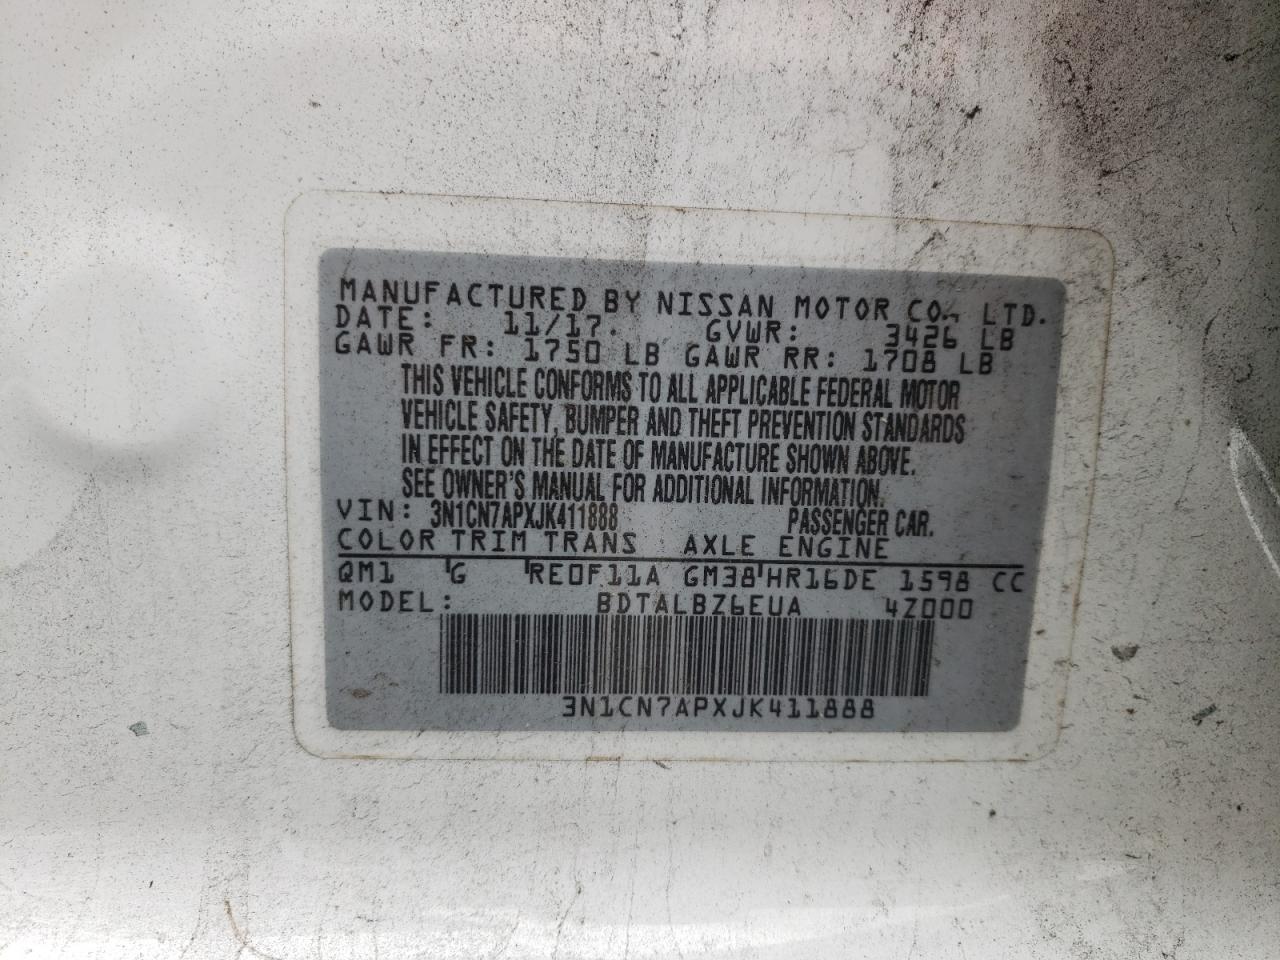 MANUFACTURED BY NISSAN MOTOR CO., LTD.
DATE: 11/17. GVWR: 3426 LB
GAWR FR: 1750 LB GAWR RR: 1708 LB
THIS VEHICLE CONFORMS TO ALL APPLICABLE FEDERAL MOTOR
VEHICLE SAFETY, BUMPER AND THEFT PREVENTION STANDARDS
IN EFFECT ON THE DATE OF MANUFACTURE SHOWN ABOVE.
SEE OWNER'S MANUAL FOR ADDITIONAL INFORMATION.
VIN: 3N1CN7APXJK411888 PASSENGER CAR.
COLOR TRIM TRANS AXLE ENGINE
QM1 G RE0F11A GM38 HR16DE 1598 CC
MODEL: BDTALBZ6EUA 4Z000
3N1CN7APXJK411888